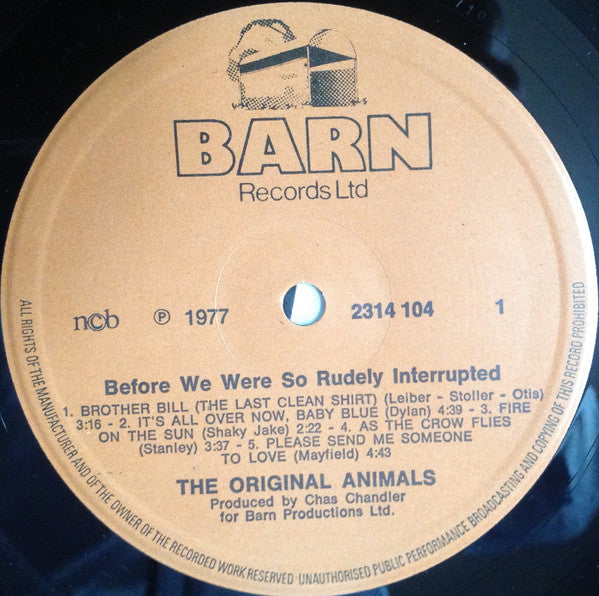 BARN
Records Ltd
ncb ℗ 1977 2314 104 1
Before We Were So Rudely Interrupted
1. BROTHER BILL (THE LAST CLEAN SHIRT) (Leiber - Stoller - Otis)
3:16 - 2. IT'S ALL OVER NOW, BABY BLUE (Dylan) 4:39 - 3. FIRE
ON THE SUN (Shaky Jake) 2:22 - 4. AS THE CROW FLIES
(Stanley) 3:37 - 5. PLEASE SEND ME SOMEONE
TO LOVE (Mayfield) 4:43
THE ORIGINAL ANIMALS
Produced by Chas Chandler
for Barn Productions Ltd.
ALL RIGHTS OF THE MANUFACTURER AND OF THE OWNER OF THE RECORDED WORK RESERVED UNAUTHORISED PUBLIC PERFORMANCE BROADCASTING AND COPYING OF THIS RECORD PROHIBITED